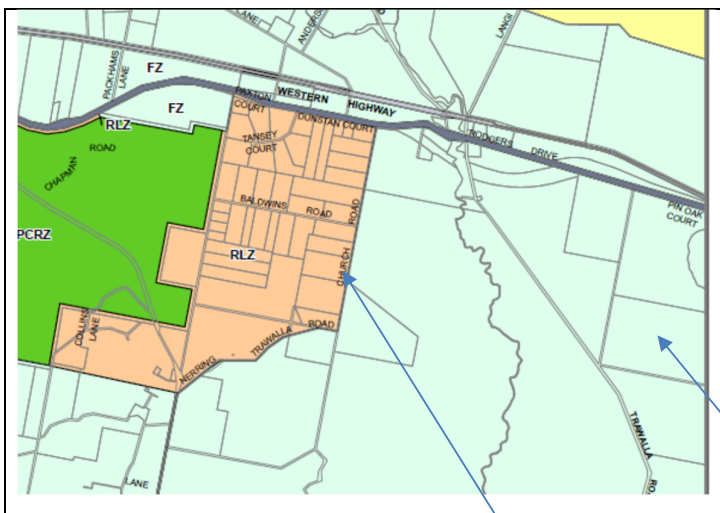 LANE
ANDERS
LANGI
PACKHAMS
LANE
FZ
PAXTON
COURT
WESTERN
HIGHWAY
FZ
DUNSTAN COURT
RLZ
TANSEY
COURT
RODGERS
DRIVE
ROAD
CHAPMAN
BALDWINS
ROAD
ROAD
PIN OAK
COURT
PCRZ
RLZ
CHURCH
COLLINS
LANE
NERRING
TRAWALLA
ROAD
TRAWALLA
RO
LANE